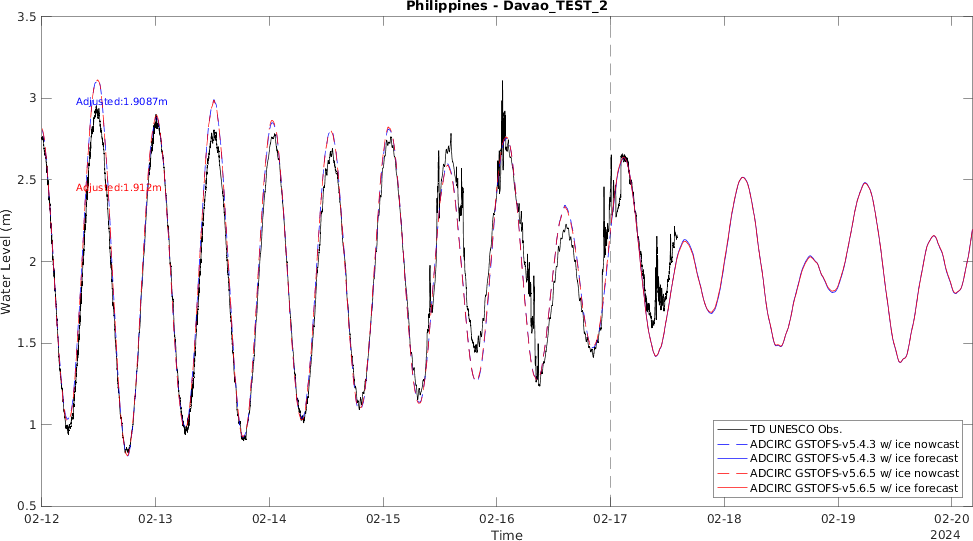 Philippines - Davao_TEST_2
3.5
3
2.5
2
1.5
1
0.5
Water Level (m)
Adjusted:1.9087m
Adjusted:1.912m
TD UNESCO Obs.
ADCIRC GSTOFS-v5.4.3 w/ ice nowcast
ADCIRC GSTOFS-v5.4.3 w/ ice forecast
ADCIRC GSTOFS-v5.6.5 w/ ice nowcast
ADCIRC GSTOFS-v5.6.5 w/ ice forecast
02-12 02-13 02-14 02-15 02-16 02-17 02-18 02-19 02-20
Time 2024